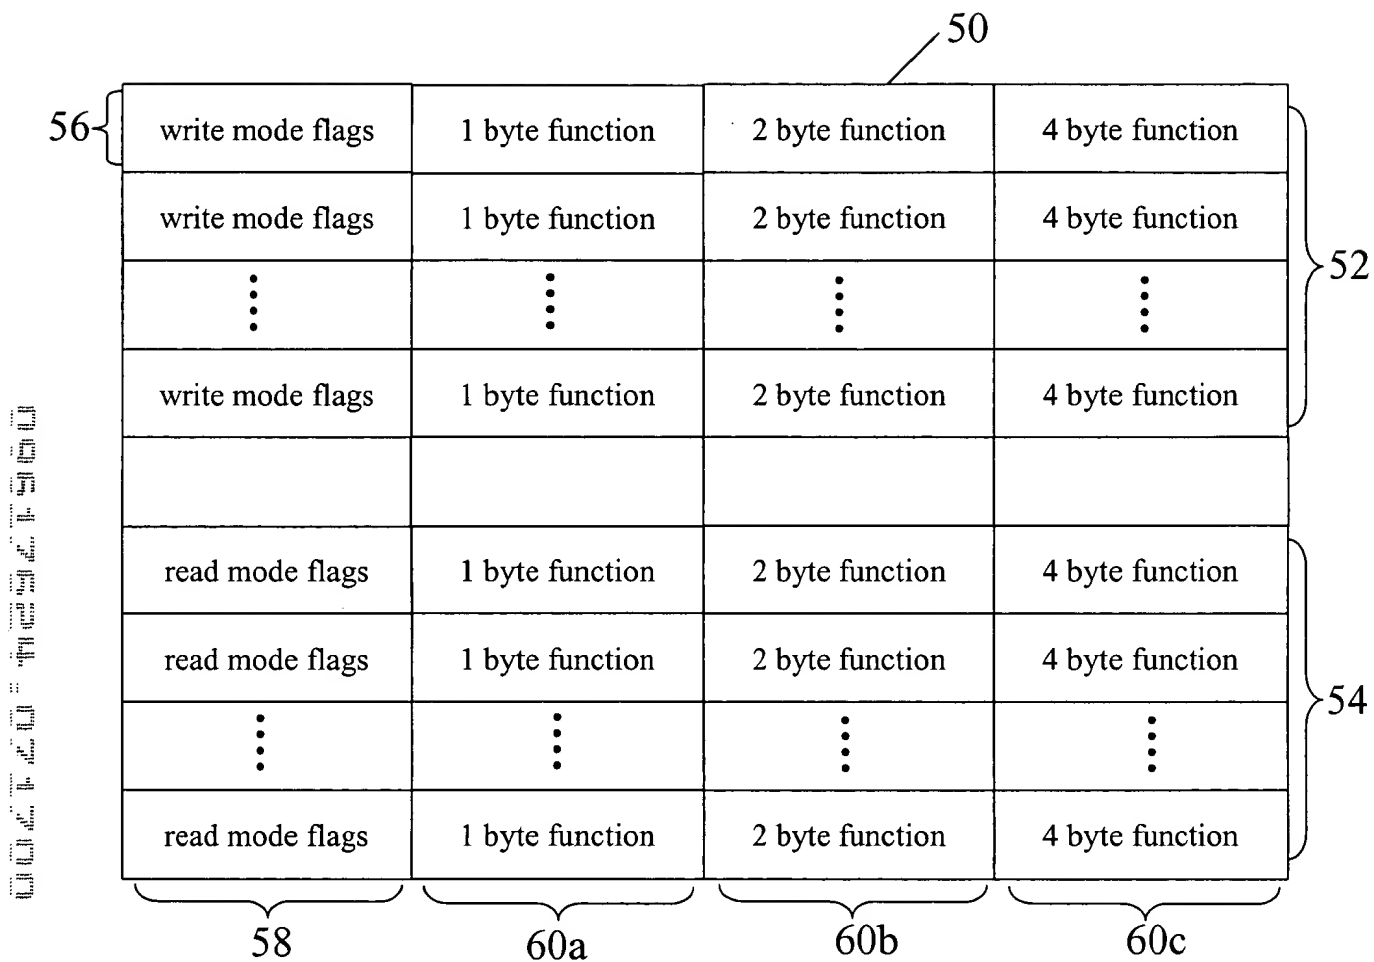 50
56 write mode flags 1 byte function 2 byte function 4 byte function
write mode flags 1 byte function 2 byte function 4 byte function
52
write mode flags 1 byte function 2 byte function 4 byte function
read mode flags 1 byte function 2 byte function 4 byte function
read mode flags 1 byte function 2 byte function 4 byte function
54
read mode flags 1 byte function 2 byte function 4 byte function
58 60a 60b 60c
09617524.071700